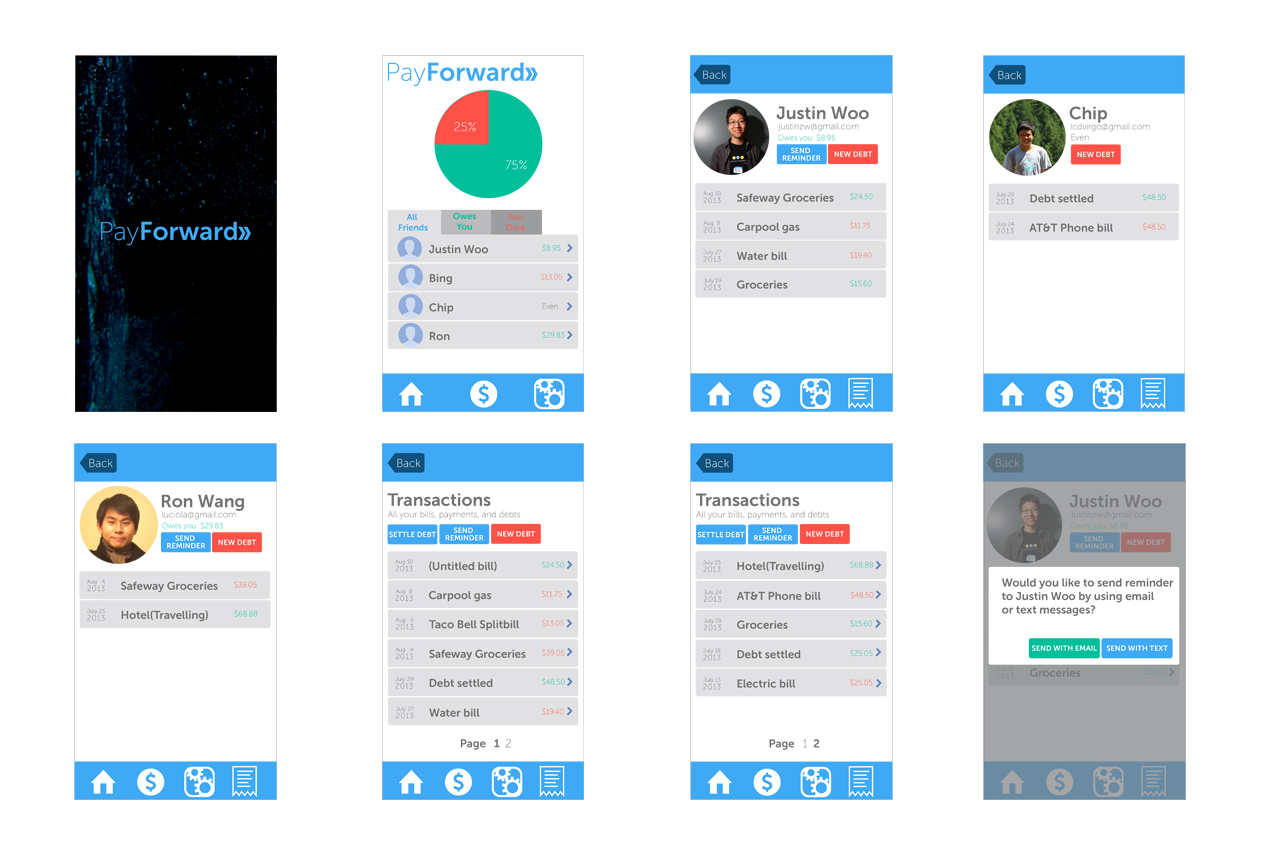 PayForward»
PayForward»
25%
75%
All
Friends
Owes
You
You
Owe
Justin Woo $8.95
Bing $13.05
Chip Even
Ron $29.83
Back
Justin Woo
justinzw@gmail.com
Owes you: $8.95
SEND
REMINDER
NEW DEBT
Aug 10
2013
Safeway Groceries $24.50
Aug 8
2013
Carpool gas $11.75
July 27
2013
Water bill $19.40
July 19
2013
Groceries $15.60
Back
Chip
lcdvirgo@gmail.com
Even
NEW DEBT
July 29
2013
Debt settled $48.50
July 24
2013
AT&T Phone bill $48.50
Back
Ron Wang
luciola@gmail.com
Owes you: $29.83
SEND
REMINDER
NEW DEBT
Aug 4
2013
Safeway Groceries $39.05
July 25
2013
Hotel(Travelling) $68.88
Back
Transactions
All your bills, payments, and debts
SETTLE DEBT
SEND
REMINDER
NEW DEBT
Aug 10
2013
(Untitled bill) $24.50
Aug 8
2013
Carpool gas $11.75
Aug 4
2013
Taco Bell Splitbill $13.05
Aug 4
2013
Safeway Groceries $39.05
July 29
2013
Debt settled $48.50
July 27
2013
Water bill $19.40
Page 1 2
Back
Transactions
All your bills, payments, and debts
SETTLE DEBT
SEND
REMINDER
NEW DEBT
July 25
2013
Hotel(Travelling) $68.88
July 24
2013
AT&T Phone bill $48.50
July 19
2013
Groceries $15.60
July 18
2013
Debt settled $25.05
July 13
2013
Electric bill $25.05
Page 1 2
Back
Justin Woo
justinzw@gmail.com
Owes you: $8.95
SEND
REMINDER
NEW DEBT
Would you like to send reminder
to Justin Woo by using email
or text messages?
SEND WITH EMAIL
SEND WITH TEXT
2013
Groceries